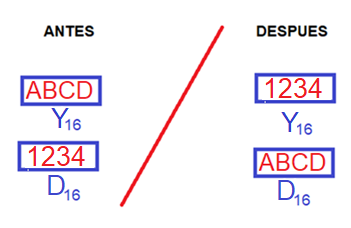 ANTES DESPUES
ABCD 1234
Y16 Y16
1234 ABCD
D16 D16